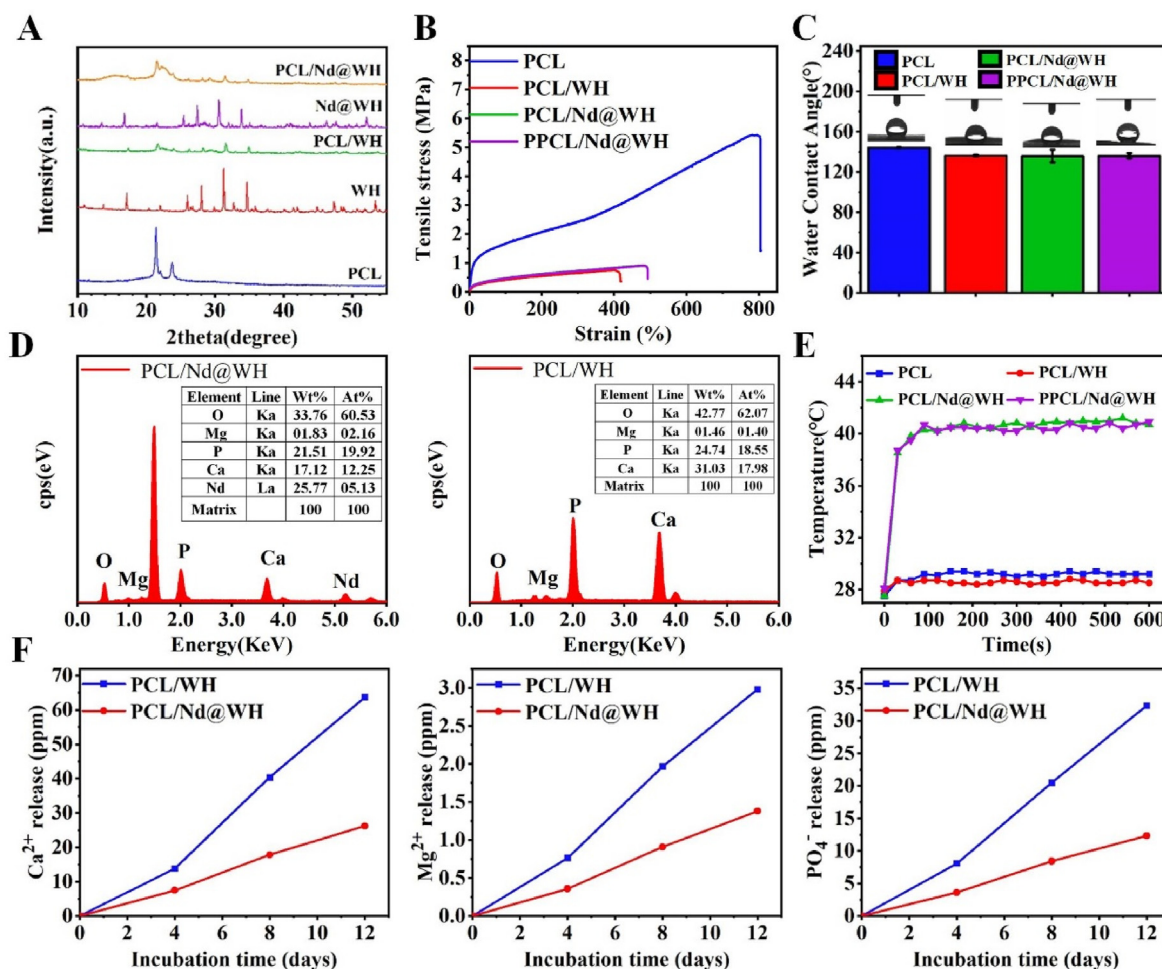 A
PCL/Nd@WH
Nd@WH
PCL/WH
WH
PCL
Intensity(a.u.)
10 20 30 40 50
2theta(degree)
B
PCL
PCL/WH
PCL/Nd@WH
PPCL/Nd@WH
Tensile stress (MPa)
8
7
6
5
4
3
2
1
0
0 200 400 600 800
Strain (%)
C
PCL PCL/Nd@WH
PCL/WH PPCL/Nd@WH
Water Contact Angle(°)
240
200
160
120
80
40
0
D
PCL/Nd@WH
Element Line Wt% At%
O Ka 33.76 60.53
Mg Ka 01.83 02.16
P Ka 21.51 19.92
Ca Ka 17.12 12.25
Nd La 25.77 05.13
Matrix 100 100
cps(eV)
O Mg P Ca Nd
0.0 1.0 2.0 3.0 4.0 5.0 6.0
Energy(KeV)
PCL/WH
Element Line Wt% At%
O Ka 42.77 62.07
Mg Ka 01.46 01.40
P Ka 24.74 18.55
Ca Ka 31.03 17.98
Matrix 100 100
cps(eV)
O Mg P Ca
0.0 1.0 2.0 3.0 4.0 5.0 6.0
Energy(KeV)
E
PCL PCL/WH
PCL/Nd@WH PPCL/Nd@WH
Temperature(°C)
44
40
36
32
28
0 100 200 300 400 500 600
Time(s)
F
PCL/WH
PCL/Nd@WH
Ca2+ release (ppm)
70
60
50
40
30
20
10
0
0 2 4 6 8 10 12
Incubation time (days)
PCL/WH
PCL/Nd@WH
Mg2+ release (ppm)
3.0
2.5
2.0
1.5
1.0
0.5
0.0
0 2 4 6 8 10 12
Incubation time (days)
PCL/WH
PCL/Nd@WH
PO4- release (ppm)
35
30
25
20
15
10
5
0
0 2 4 6 8 10 12
Incubation time (days)